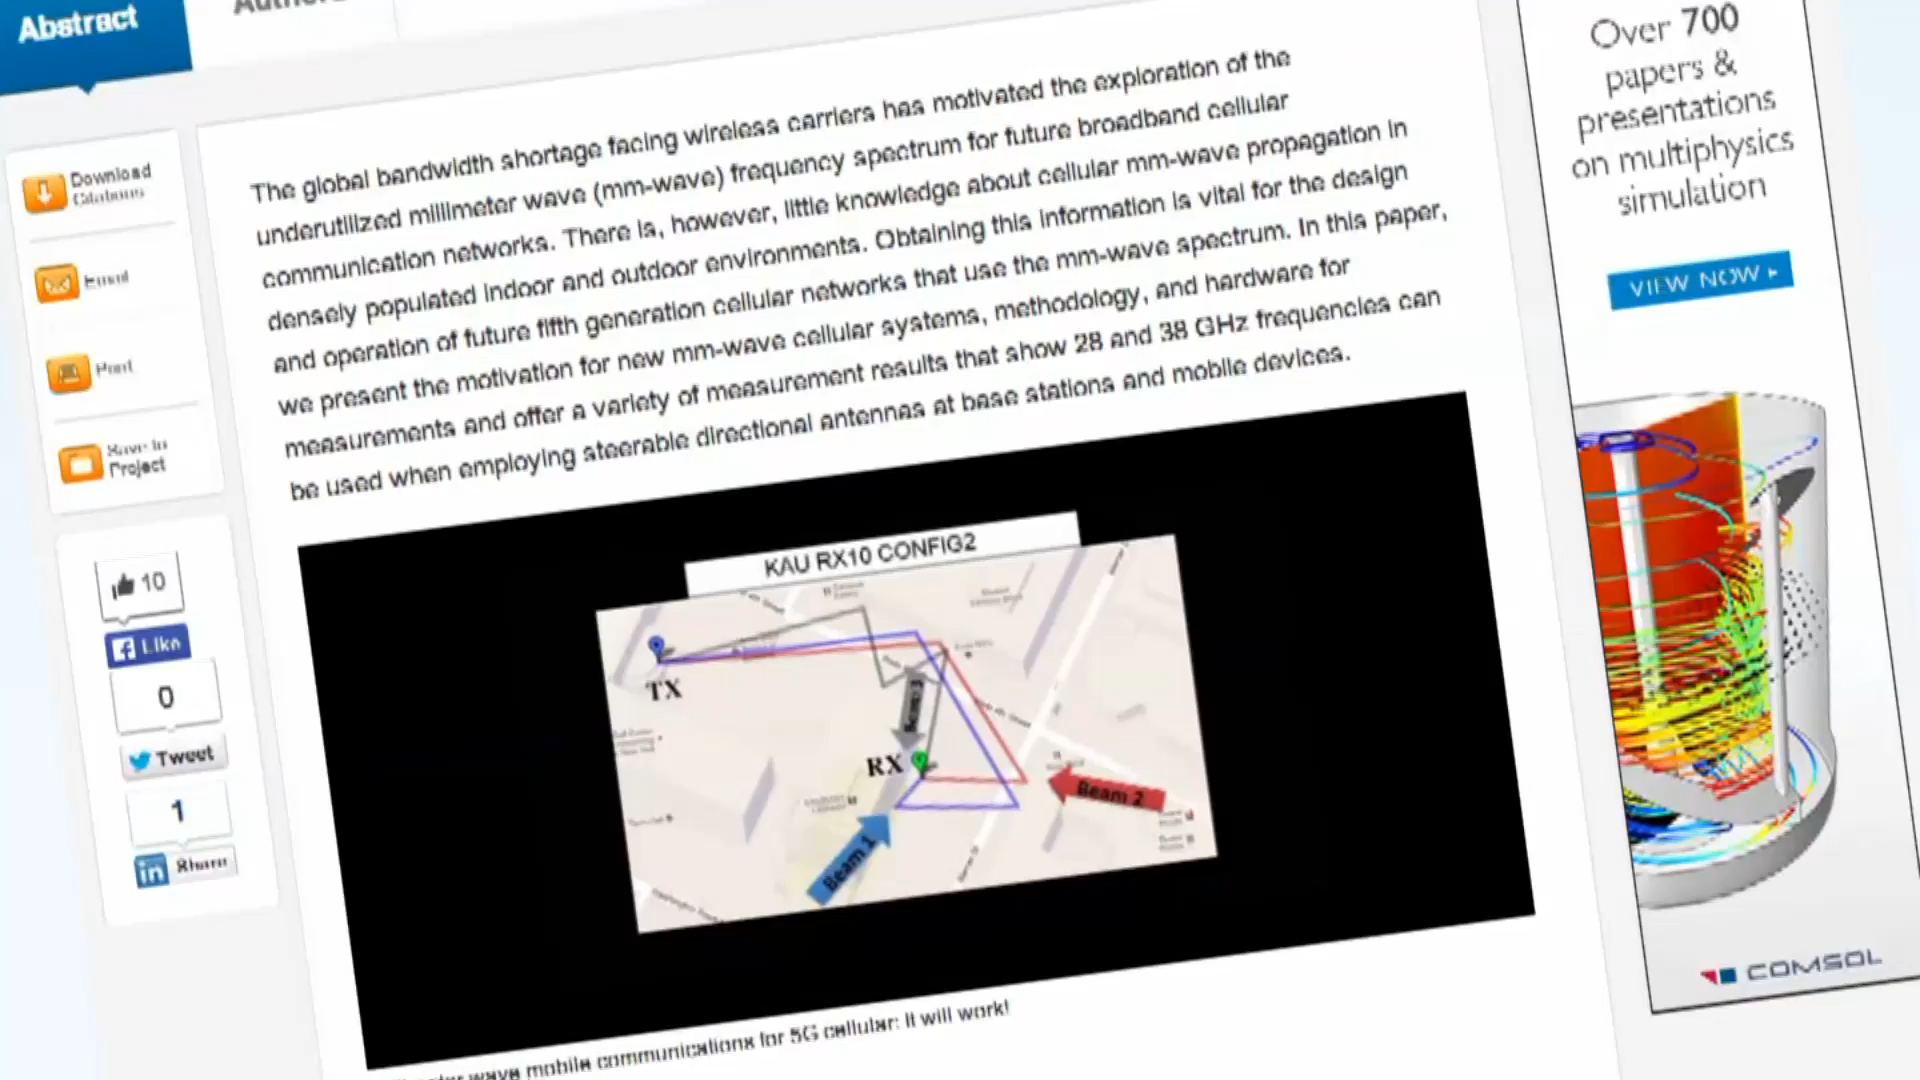 Abstract
Download
Citations
Email
Print
Save to
Project
10
Like
0
Tweet
1
Share
The global bandwidth shortage facing wireless carriers has motivated the exploration of the
underutilized millimeter wave (mm-wave) frequency spectrum for future broadband cellular
communication networks. There is, however, little knowledge about cellular mm-wave propagation in
densely populated indoor and outdoor environments. Obtaining this information is vital for the design
and operation of future fifth generation cellular networks that use the mm-wave spectrum. In this paper,
we present the motivation for new mm-wave cellular systems, methodology, and hardware for
measurements and offer a variety of measurement results that show 28 and 38 GHz frequencies can
be used when employing steerable directional antennas at base stations and mobile devices.
KAU RX10 CONFIG2
TX
RX
Beam 1
Beam 2
wave mobile communications for 5G cellular: It will work!
Over 700
papers &
presentations
on multiphysics
simulation
VIEW NOW
COMSOL